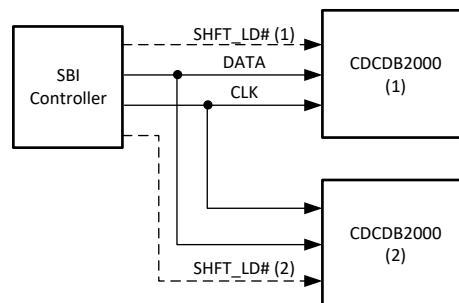 SHFT_LD# (1)
SBI
Controller
DATA
CLK
CDCDB2000
(1)
CDCDB2000
(2)
SHFT_LD# (2)